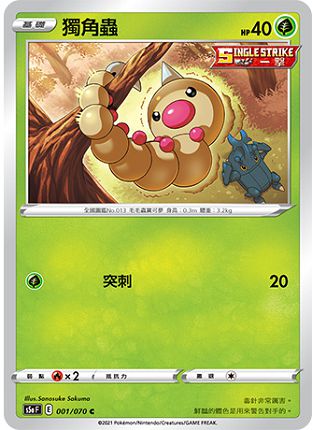 基礎 獨角蟲 HP40
SINGLE STRIKE
一擊
全國圖鑑No.013 毛毛蟲寶可夢 身高：0.3m 體重：3.2kg
突刺 20
弱點 ×2 抵抗力 撤退
s5a F E 001/070 C
毒針非常強大。
鮮豔的體色是用來警告對手的。
Illus.Sanosuke Sakuma
©2021 Pokémon/Nintendo/Creatures/GAME FREAK.